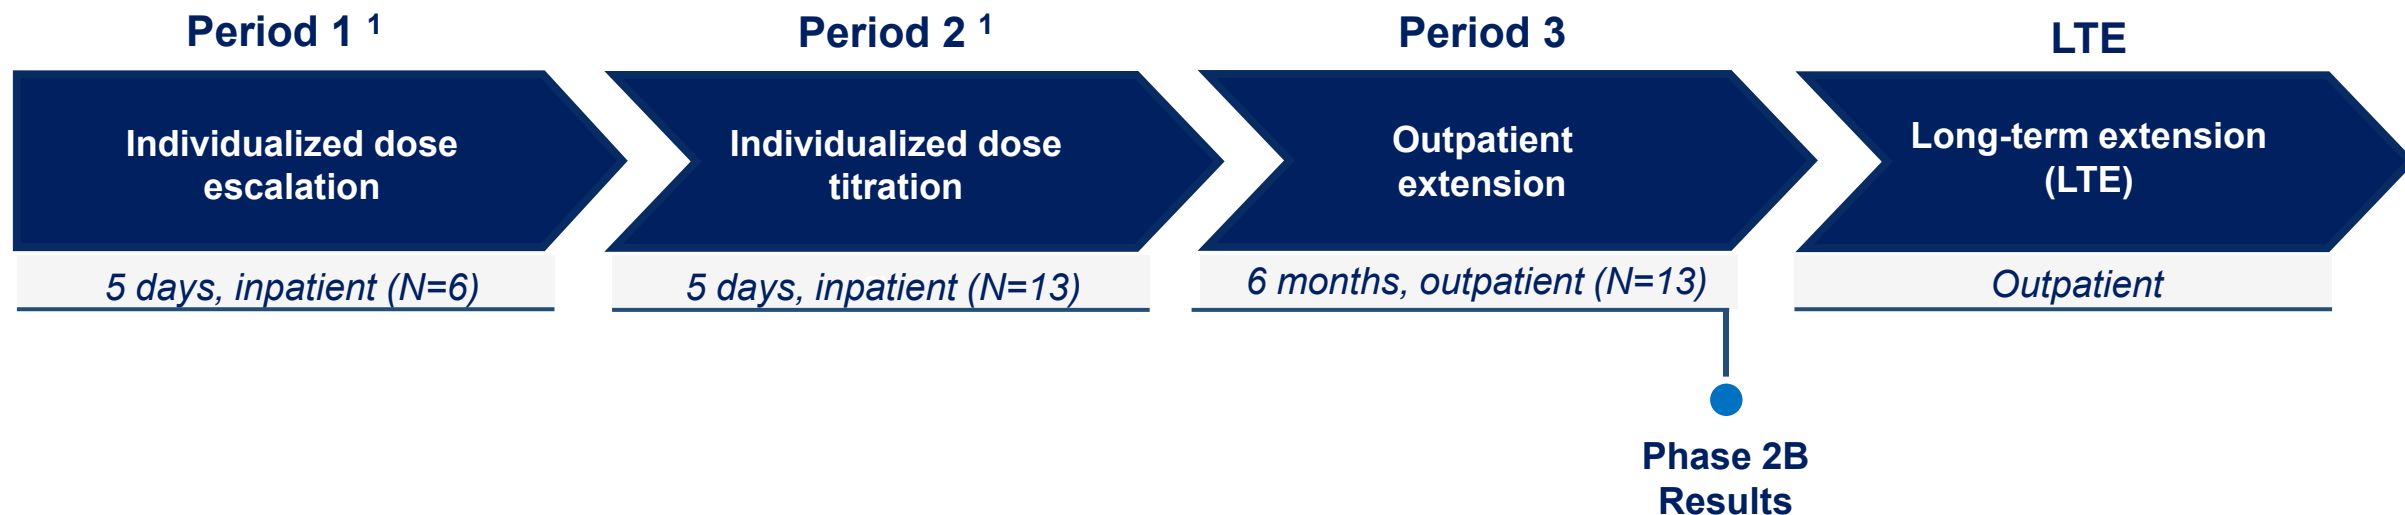 Period 1 1
Period 2 1
Period 3
LTE
Individualized dose
escalation
Individualized dose
titration
Outpatient
extension
Long-term extension
(LTE)
5 days, inpatient (N=6)
5 days, inpatient (N=13)
6 months, outpatient (N=13)
Outpatient
Phase 2B
Results